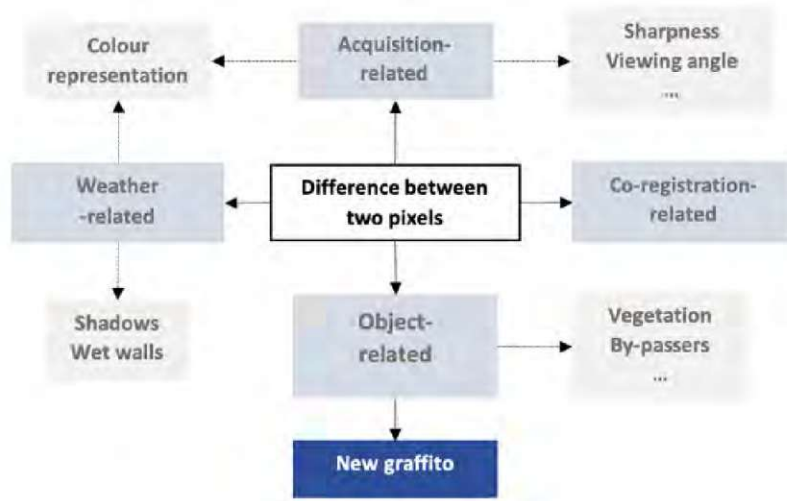 Colour
representation
Acquisition-
related
Sharpness
Viewing angle
...
Weather
-related
Difference between
two pixels
Co-registration-
related
Shadows
Wet walls
Object-
related
Vegetation
By-passers
...
New graffito